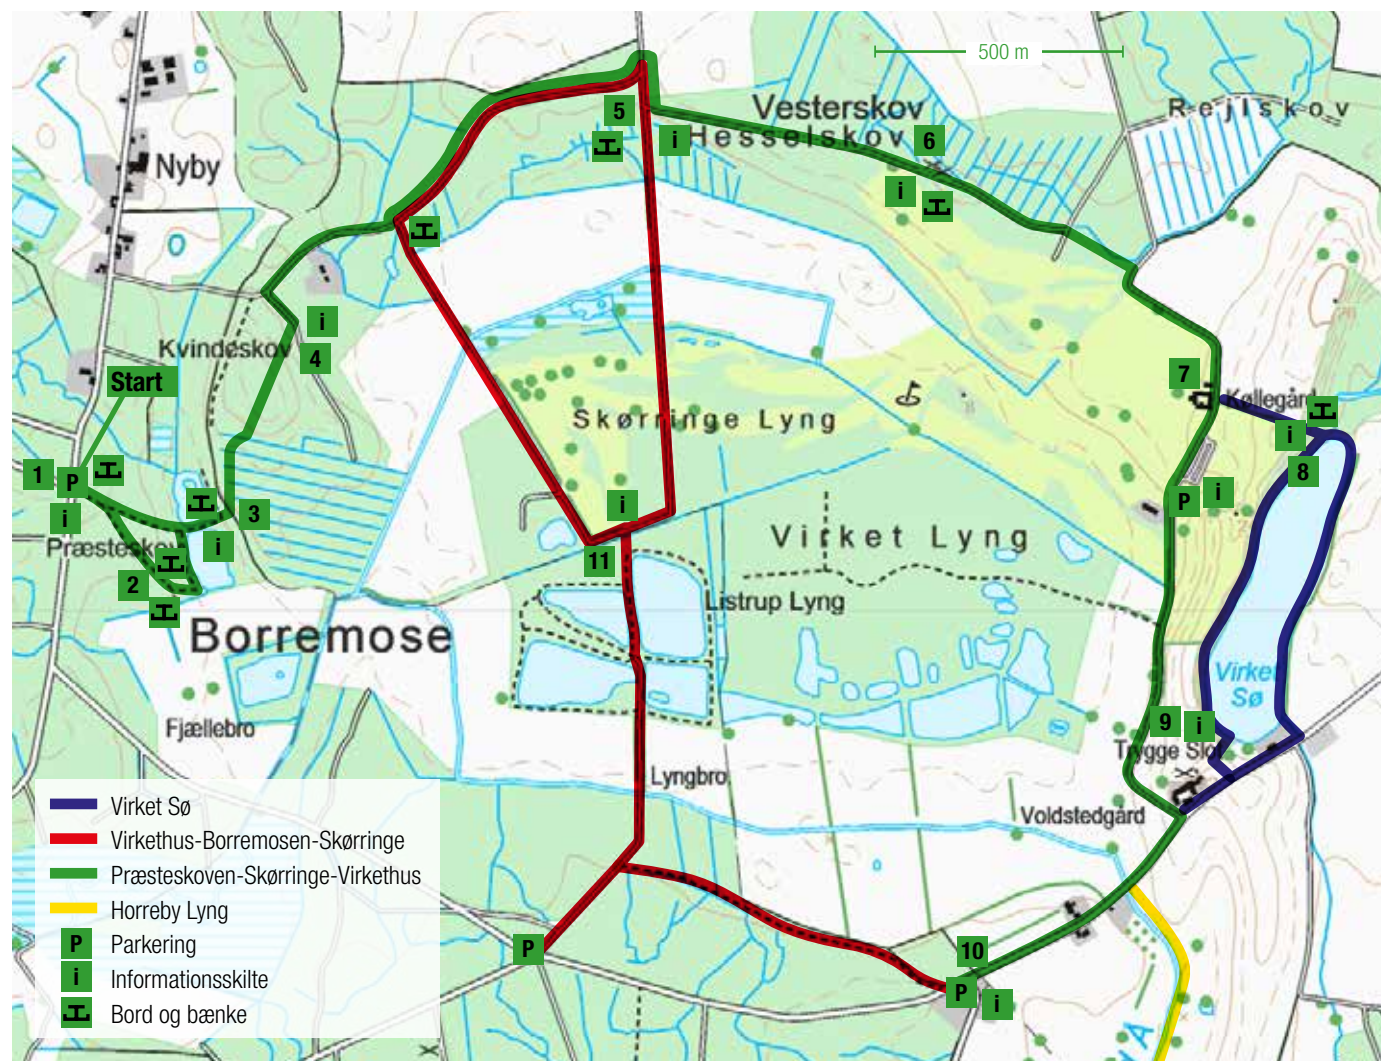 500 m
Vesterskov
Rejlskov
5
i
Hesselskov
6
Nyby
i
i
4
Kvindeskov
Start
7
Køllegård
Skørringe Lyng
i
8
1
P
i
P
i
i
3
Præsteskov
i
2
11
Virket Lyng
Listrup Lyng
Borremose
Virket
Sø
Fjællebro
9
i
Trygge Slot
Lyngbro
Voldstedgård
Virket Sø
Virkethus-Borremosen-Skørringe
Præsteskoven-Skørringe-Virkethus
Horreby Lyng
P Parkering
i Informationsskilte
Bord og bænke
P
10
P
i
Å